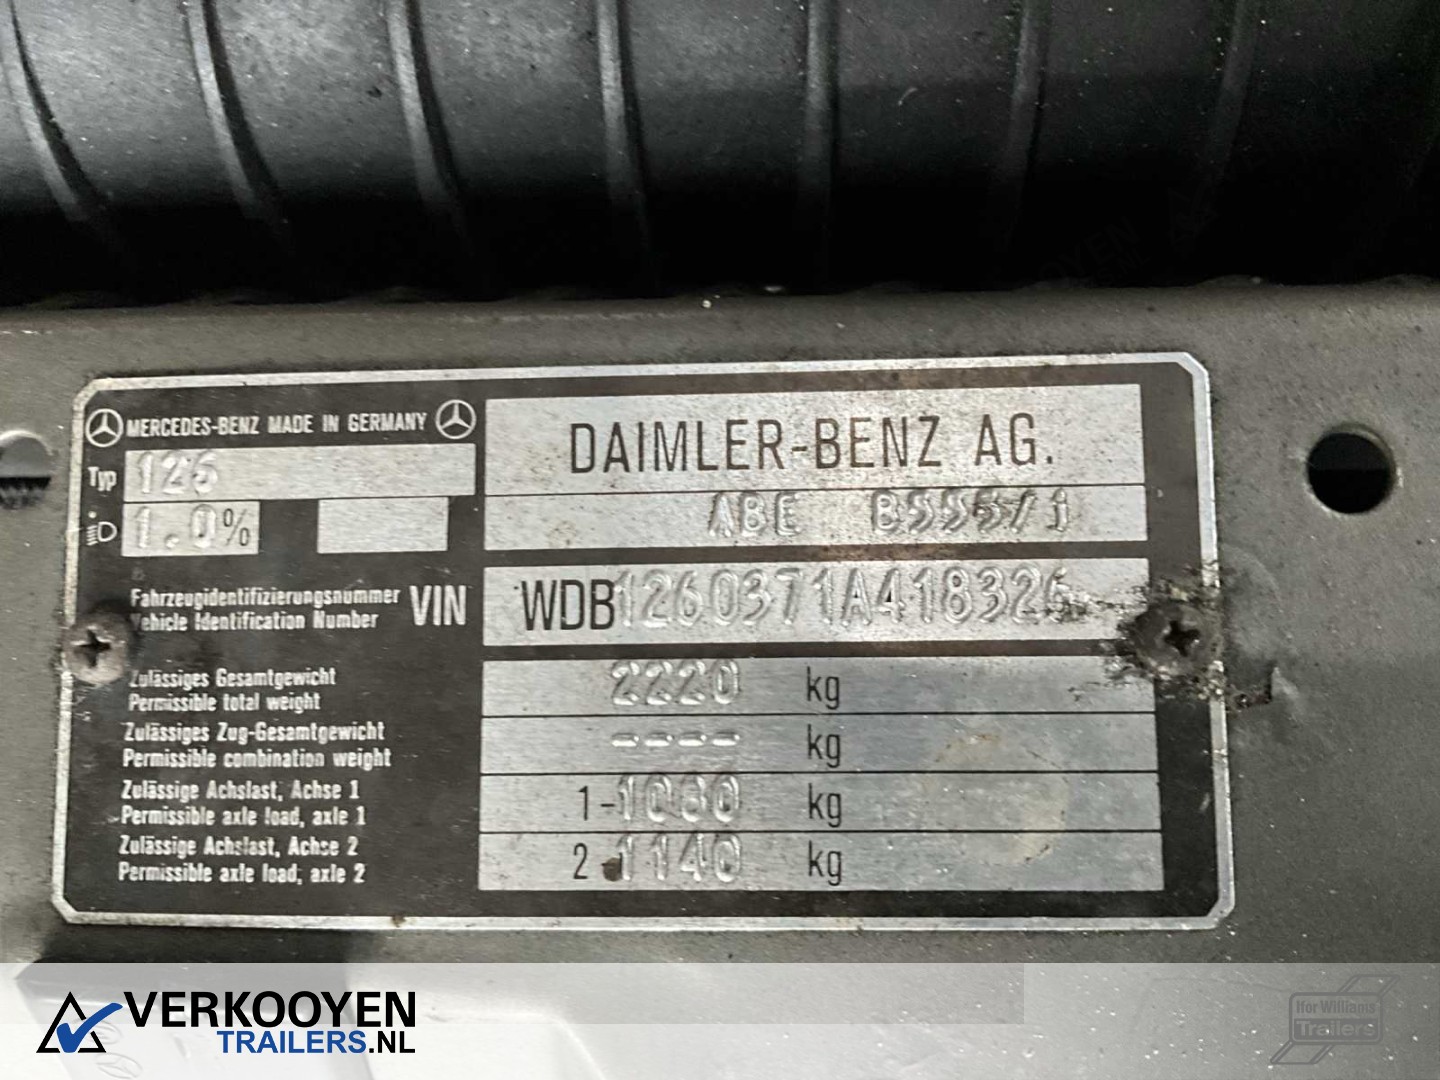 MERCEDES-BENZ MADE IN GERMANY
Typ 126
1.0%
DAIMLER-BENZ AG.
ABE B555/1
Fahrzeugidentifizierungsnummer
Vehicle Identification Number
VIN
WDB1260371A418326
Zulässiges Gesamtgewicht
Permissible total weight
2220 kg
Zulässiges Zug-Gesamtgewicht
Permissible combination weight
---- kg
Zulässige Achslast, Achse 1
Permissible axle load, axle 1
1-1080 kg
Zulässige Achslast, Achse 2
Permissible axle load, axle 2
2-1140 kg
VERKOOYEN
TRAILERS.NL
Ifor Williams
Trailers